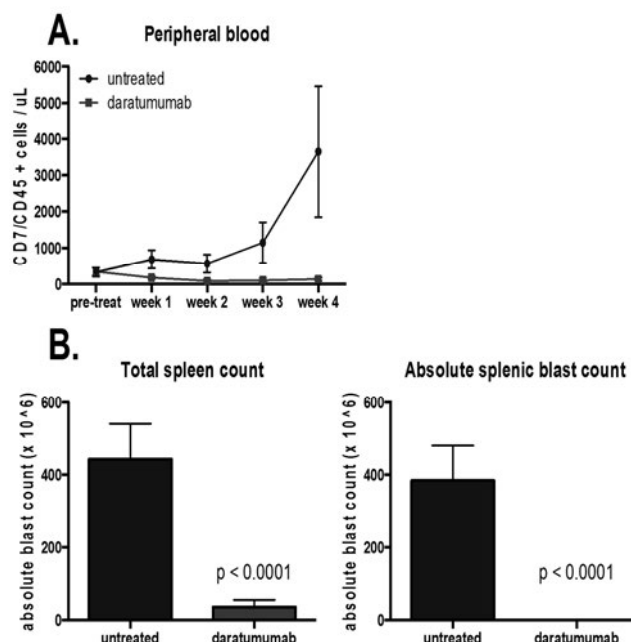 A.
Peripheral blood
CD7/CD45 + cells / uL
6000
5000
4000
3000
2000
1000
0
untreated
daratumumab
pre-treat week 1 week 2 week 3 week 4
B.
Total spleen count
absolute blast count (x 10^6)
600
400
200
0
p < 0.0001
untreated daratumumab
Absolute splenic blast count
absolute blast count (x 10^6)
600
400
200
0
p < 0.0001
untreated daratumumab